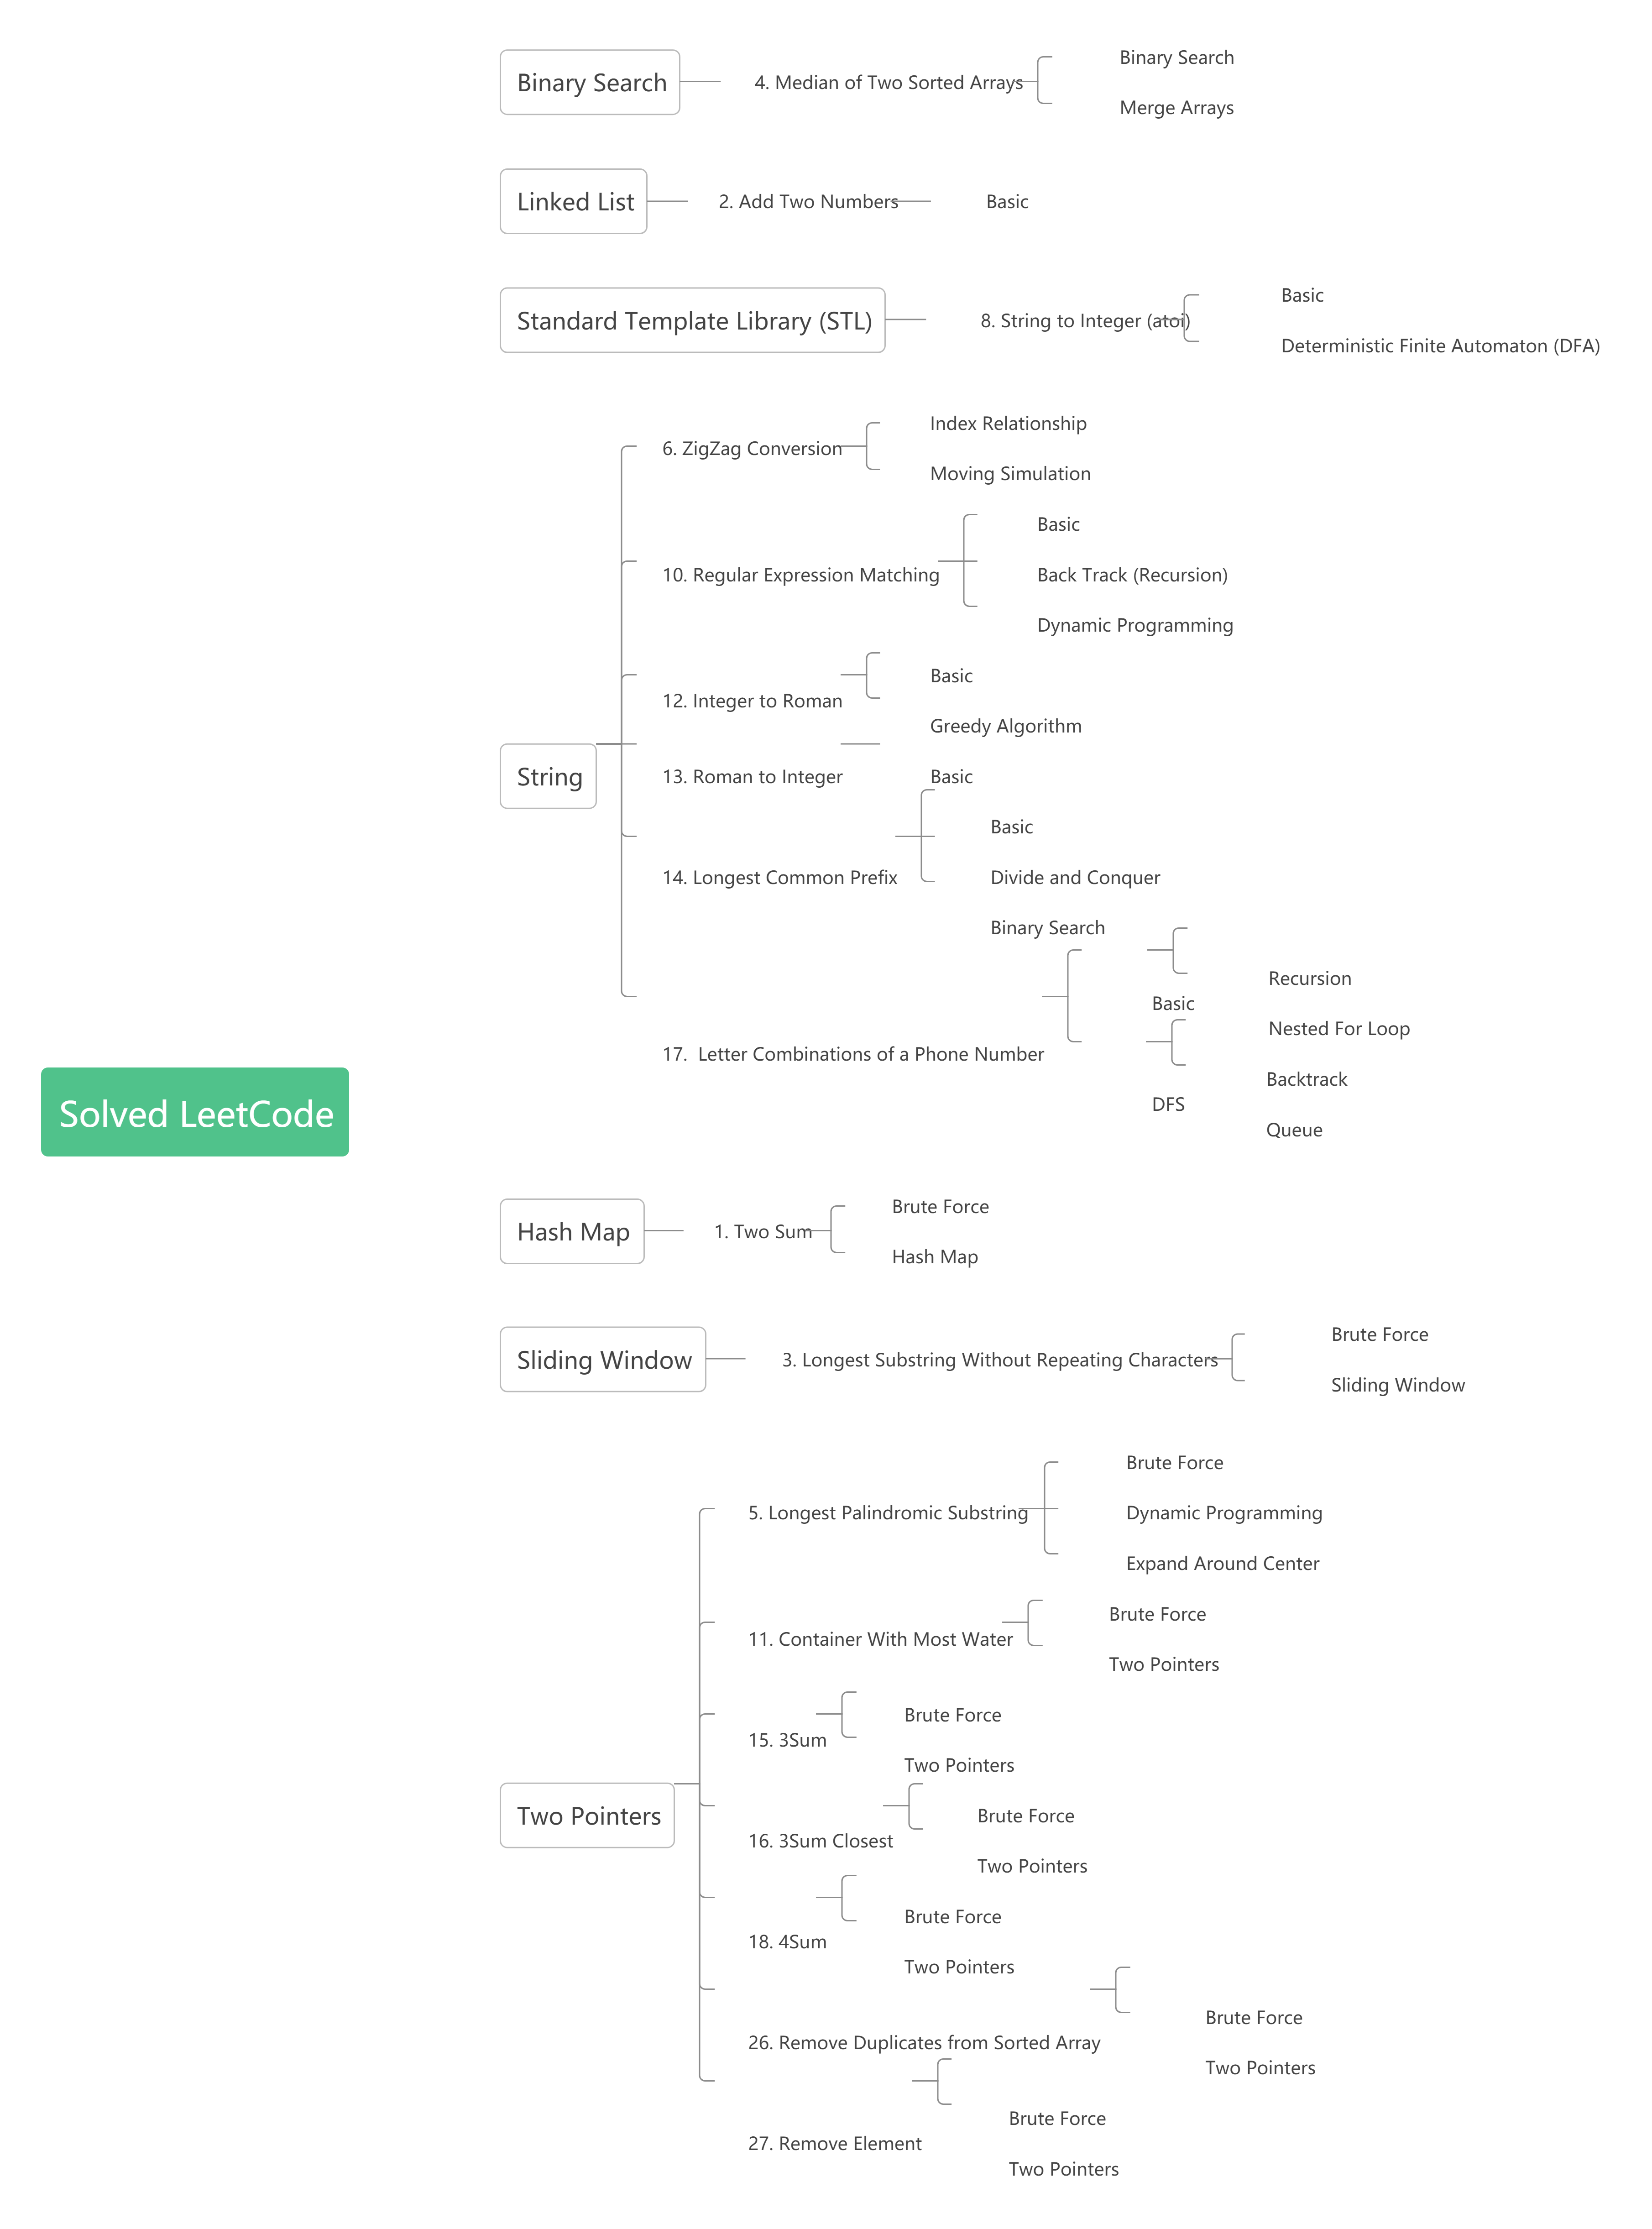 Solved LeetCode
Binary Search
4. Median of Two Sorted Arrays
Binary Search
Merge Arrays
Linked List
2. Add Two Numbers
Basic
Standard Template Library (STL)
8. String to Integer (atoi)
Basic
Deterministic Finite Automaton (DFA)
String
6. ZigZag Conversion
Index Relationship
Moving Simulation
10. Regular Expression Matching
Basic
Back Track (Recursion)
Dynamic Programming
12. Integer to Roman
Basic
Greedy Algorithm
13. Roman to Integer
Basic
14. Longest Common Prefix
Basic
Divide and Conquer
Binary Search
17.  Letter Combinations of a Phone Number
Basic
Recursion
Nested For Loop
DFS
Backtrack
Queue
Hash Map
1. Two Sum
Brute Force
Hash Map
Sliding Window
3. Longest Substring Without Repeating Characters
Brute Force
Sliding Window
Two Pointers
5. Longest Palindromic Substring
Brute Force
Dynamic Programming
Expand Around Center
11. Container With Most Water
Brute Force
Two Pointers
15. 3Sum
Brute Force
Two Pointers
16. 3Sum Closest
Brute Force
Two Pointers
18. 4Sum
Brute Force
Two Pointers
26. Remove Duplicates from Sorted Array
Brute Force
Two Pointers
27. Remove Element
Brute Force
Two Pointers